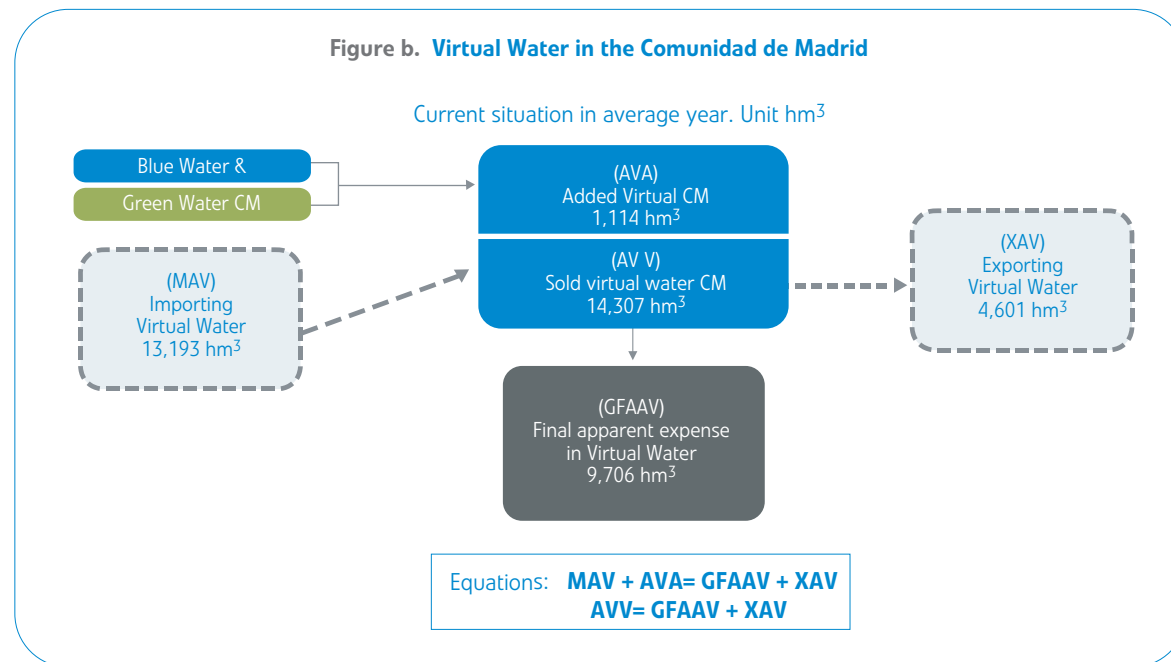 Figure b. Virtual Water in the Comunidad de Madrid
Current situation in average year. Unit hm³
Blue Water &
Green Water CM
(MAV)
Importing
Virtual Water
13,193 hm³
(AVA)
Added Virtual CM
1,114 hm³
(AV V)
Sold virtual water CM
14,307 hm³
(XAV)
Exporting
Virtual Water
4,601 hm³
(GFAAV)
Final apparent expense
in Virtual Water
9,706 hm³
Equations: MAV + AVA= GFAAV + XAV
AVV= GFAAV + XAV